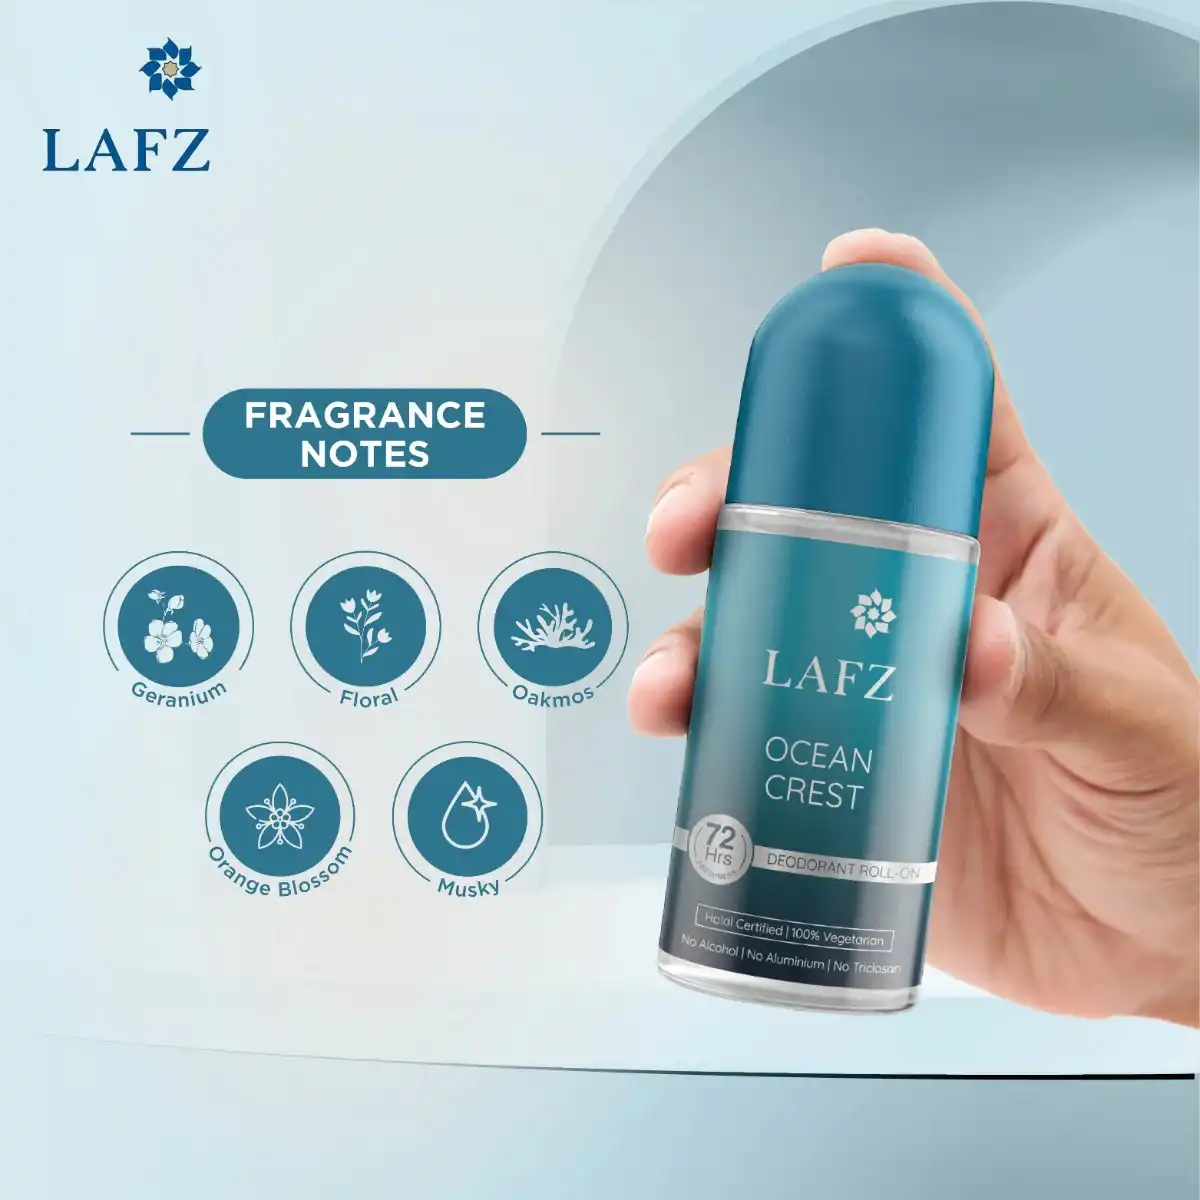 LAFZ
FRAGRANCE
NOTES
Geranium
Floral
Oakmos
Orange Blossom
Musky
LAFZ
OCEAN
CREST
72
Hrs
FRESHNESS
DEODORANT ROLL-ON
Halal Certified | 100% Vegetarian
No Alcohol | No Aluminium | No Triclosan